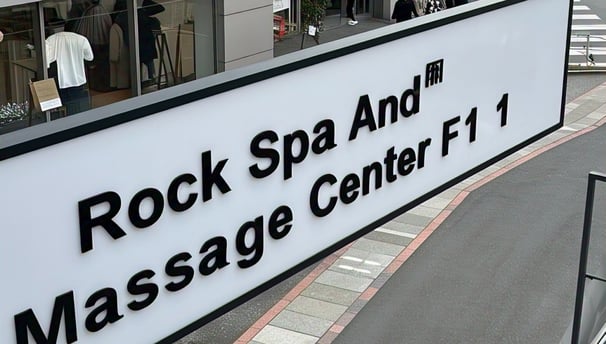 Rock Spa And
Massage Center F1 1